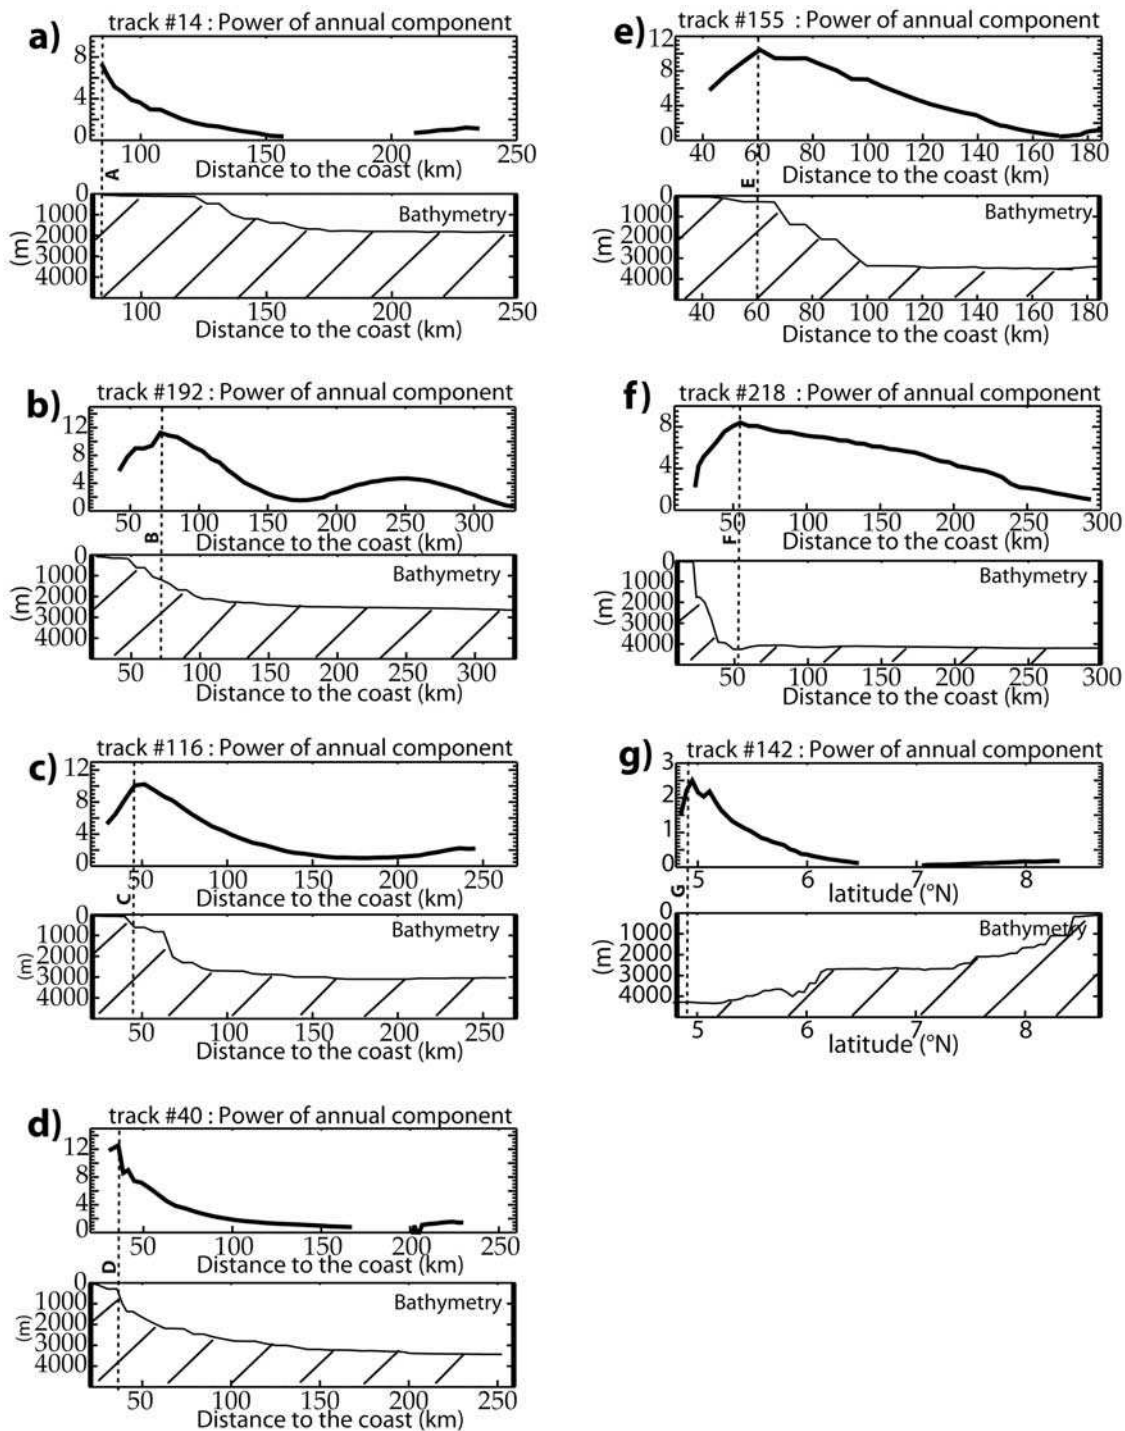 a) track #14 : Power of annual component
8
4
0
100 150 200 250
Distance to the coast (km)
A
0
1000
2000
3000
4000
(m)
Bathymetry
100 150 200 250
Distance to the coast (km)
b) track #192 : Power of annual component
12
8
4
0
50 100 150 200 250 300
Distance to the coast (km)
B
0
1000
2000
3000
4000
(m)
Bathymetry
50 100 150 200 250 300
Distance to the coast (km)
c) track #116 : Power of annual component
12
8
4
0
50 100 150 200 250
Distance to the coast (km)
C
0
1000
2000
3000
4000
(m)
Bathymetry
50 100 150 200 250
Distance to the coast (km)
d) track #40 : Power of annual component
12
8
4
0
50 100 150 200 250
Distance to the coast (km)
D
0
1000
2000
3000
4000
(m)
Bathymetry
50 100 150 200 250
Distance to the coast (km)
e) track #155 : Power of annual component
12
8
4
0
40 60 80 100 120 140 160 180
Distance to the coast (km)
E
0
1000
2000
3000
4000
(m)
Bathymetry
40 60 80 100 120 140 160 180
Distance to the coast (km)
f) track #218 : Power of annual component
8
4
0
50 100 150 200 250 300
Distance to the coast (km)
F
0
1000
2000
3000
4000
(m)
Bathymetry
50 100 150 200 250 300
Distance to the coast (km)
g) track #142 : Power of annual component
3
2
1
0
5 6 7 8
latitude (°N)
G
0
1000
2000
3000
4000
(m)
Bathymetry
5 6 7 8
latitude (°N)